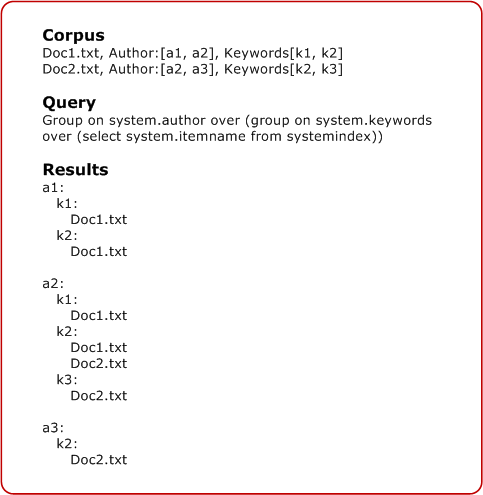 Corpus
Doc1.txt, Author:[a1, a2], Keywords[k1, k2]
Doc2.txt, Author:[a2, a3], Keywords[k2, k3]
Query
Group on system.author over (group on system.keywords
over (select system.itemname from systemindex))
Results
a1:
k1:
Doc1.txt
k2:
Doc1.txt
a2:
k1:
Doc1.txt
k2:
Doc1.txt
Doc2.txt
k3:
Doc2.txt
a3:
k2:
Doc2.txt